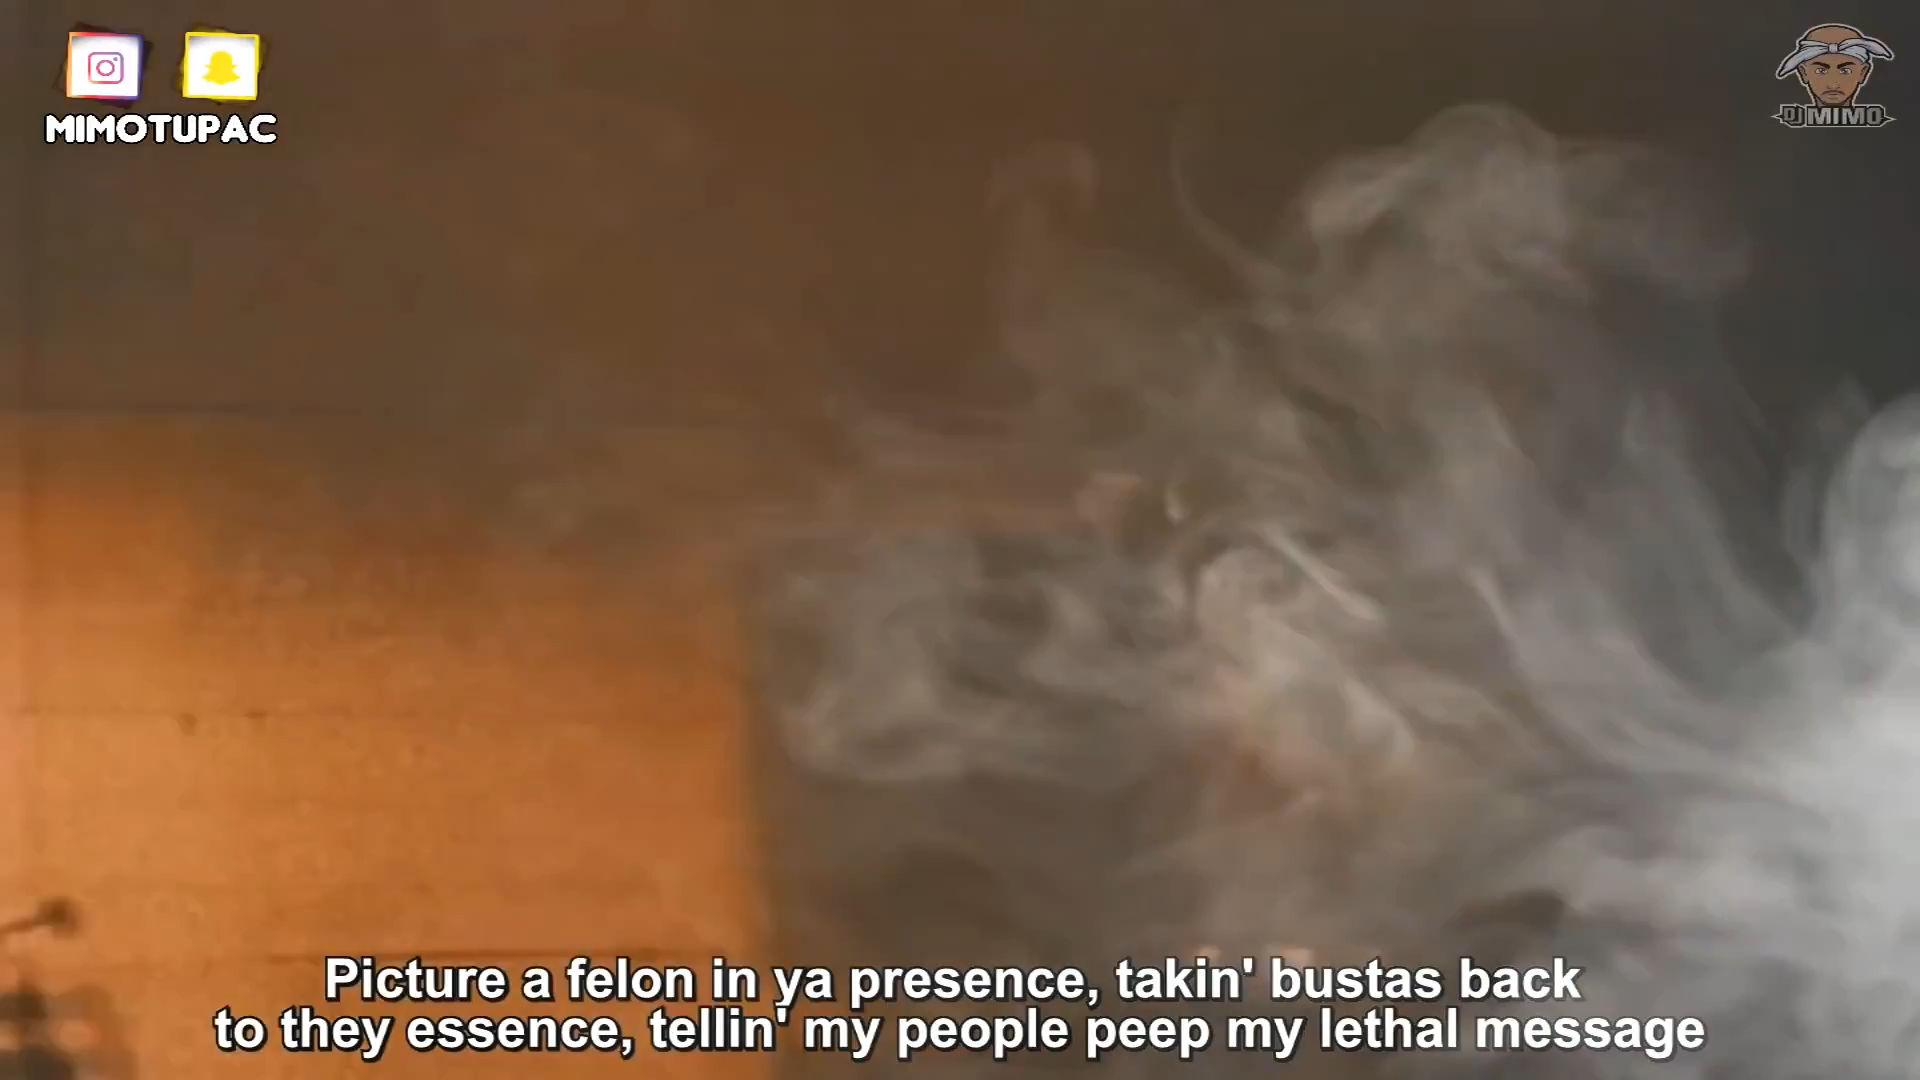 MIMOTUPAC
DJ MIMO
Picture a felon in ya presence, takin' bustas back
to they essence, tellin' my people peep my lethal message